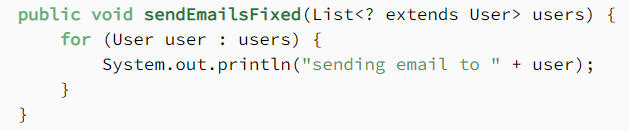 public void sendEmailsFixed(List<? extends User> users) {
    for (User user : users) {
        System.out.println("sending email to " + user);
    }
}